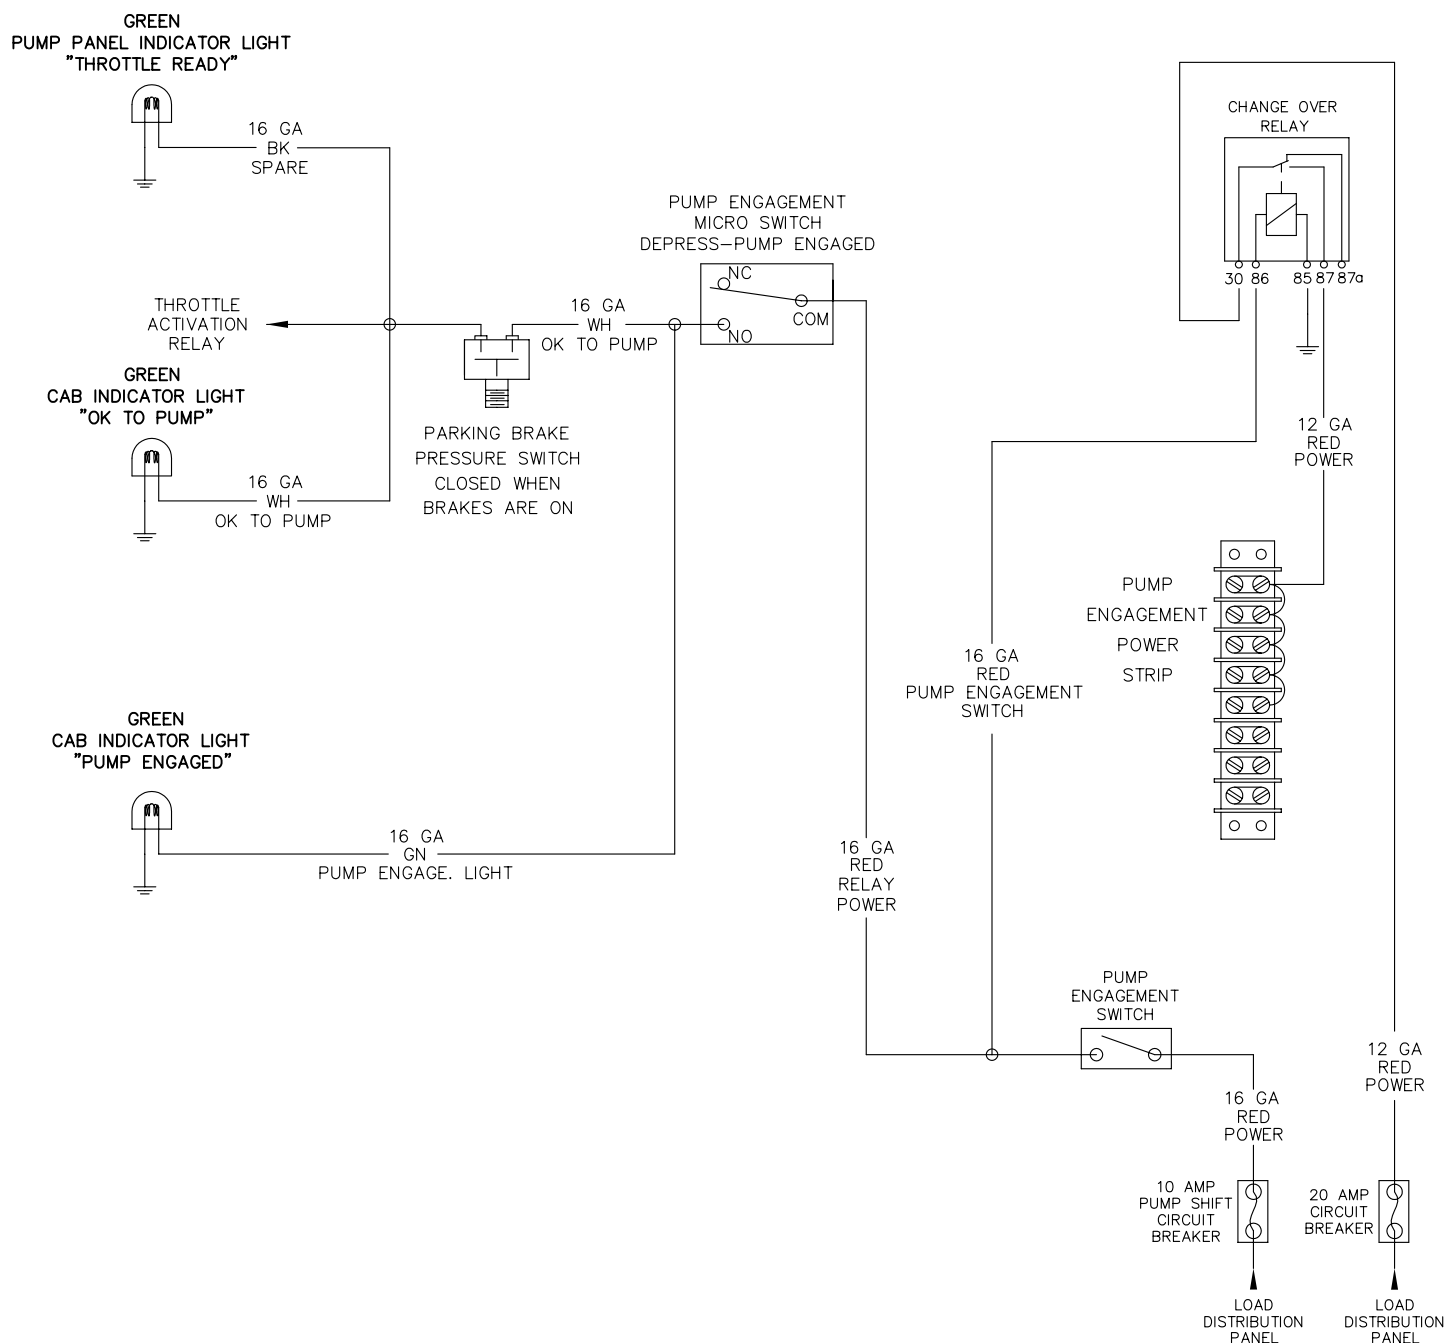 GREEN
PUMP PANEL INDICATOR LIGHT
"THROTTLE READY"
16 GA
BK
SPARE
THROTTLE
ACTIVATION
RELAY
GREEN
CAB INDICATOR LIGHT
"OK TO PUMP"
16 GA
WH
OK TO PUMP
PARKING BRAKE
PRESSURE SWITCH
CLOSED WHEN
BRAKES ARE ON
16 GA
WH
OK TO PUMP
PUMP ENGAGEMENT
MICRO SWITCH
DEPRESS-PUMP ENGAGED
NC
COM
NO
GREEN
CAB INDICATOR LIGHT
"PUMP ENGAGED"
16 GA
GN
PUMP ENGAGE. LIGHT
16 GA
RED
RELAY
POWER
16 GA
RED
PUMP ENGAGEMENT
SWITCH
CHANGE OVER
RELAY
30 86 85 87 87a
12 GA
RED
POWER
PUMP
ENGAGEMENT
POWER
STRIP
PUMP
ENGAGEMENT
SWITCH
16 GA
RED
POWER
12 GA
RED
POWER
10 AMP
PUMP SHIFT
CIRCUIT
BREAKER
20 AMP
CIRCUIT
BREAKER
LOAD
DISTRIBUTION
PANEL
LOAD
DISTRIBUTION
PANEL